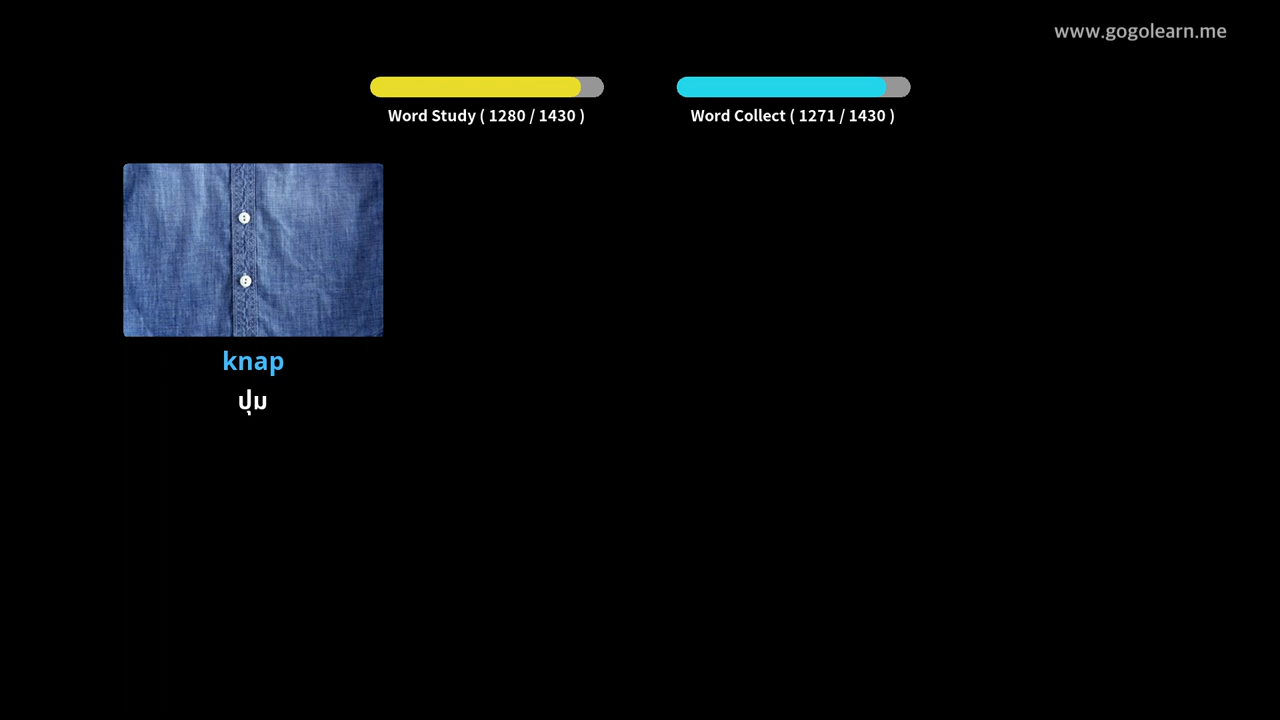 www.gogolearn.me
Word Study ( 1280 / 1430 )
Word Collect ( 1271 / 1430 )
knap
ปุ่ม